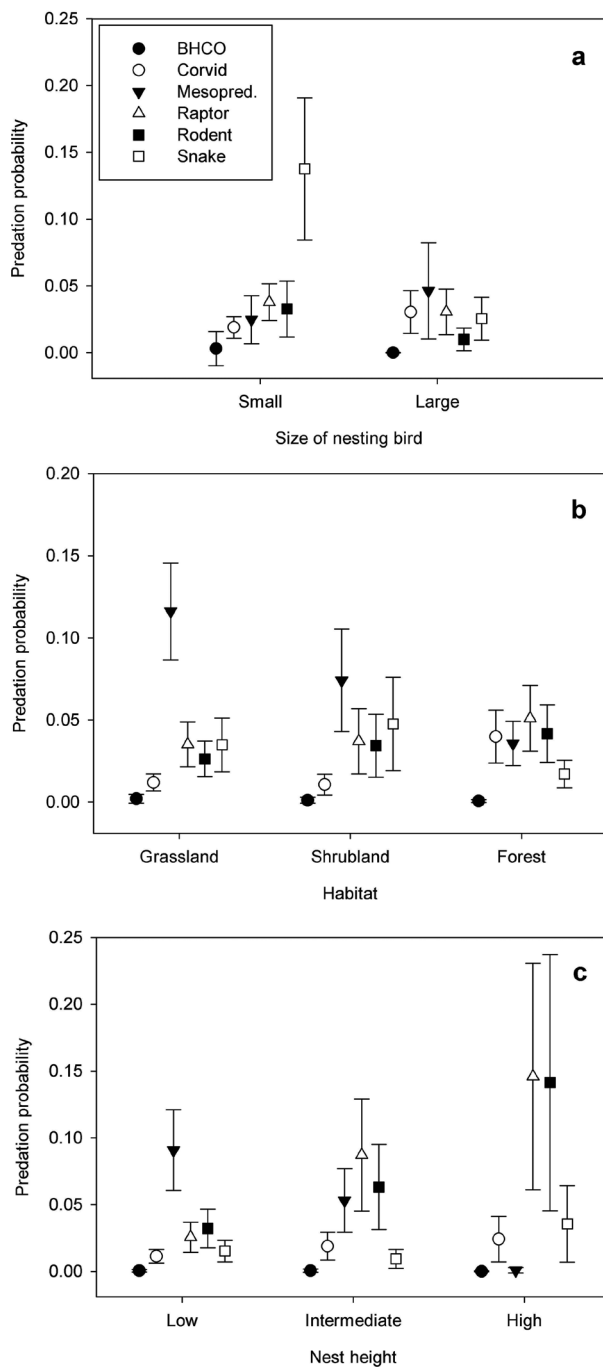 0.25
a
BHCO
Corvid
Mesopred.
Raptor
Rodent
Snake
0.20
0.15
0.10
0.05
0.00
Predation probability
Small Large
Size of nesting bird
0.20
b
0.15
0.10
0.05
0.00
Predation probability
Grassland Shrubland Forest
Habitat
0.25
c
0.20
0.15
0.10
0.05
0.00
Predation probability
Low Intermediate High
Nest height